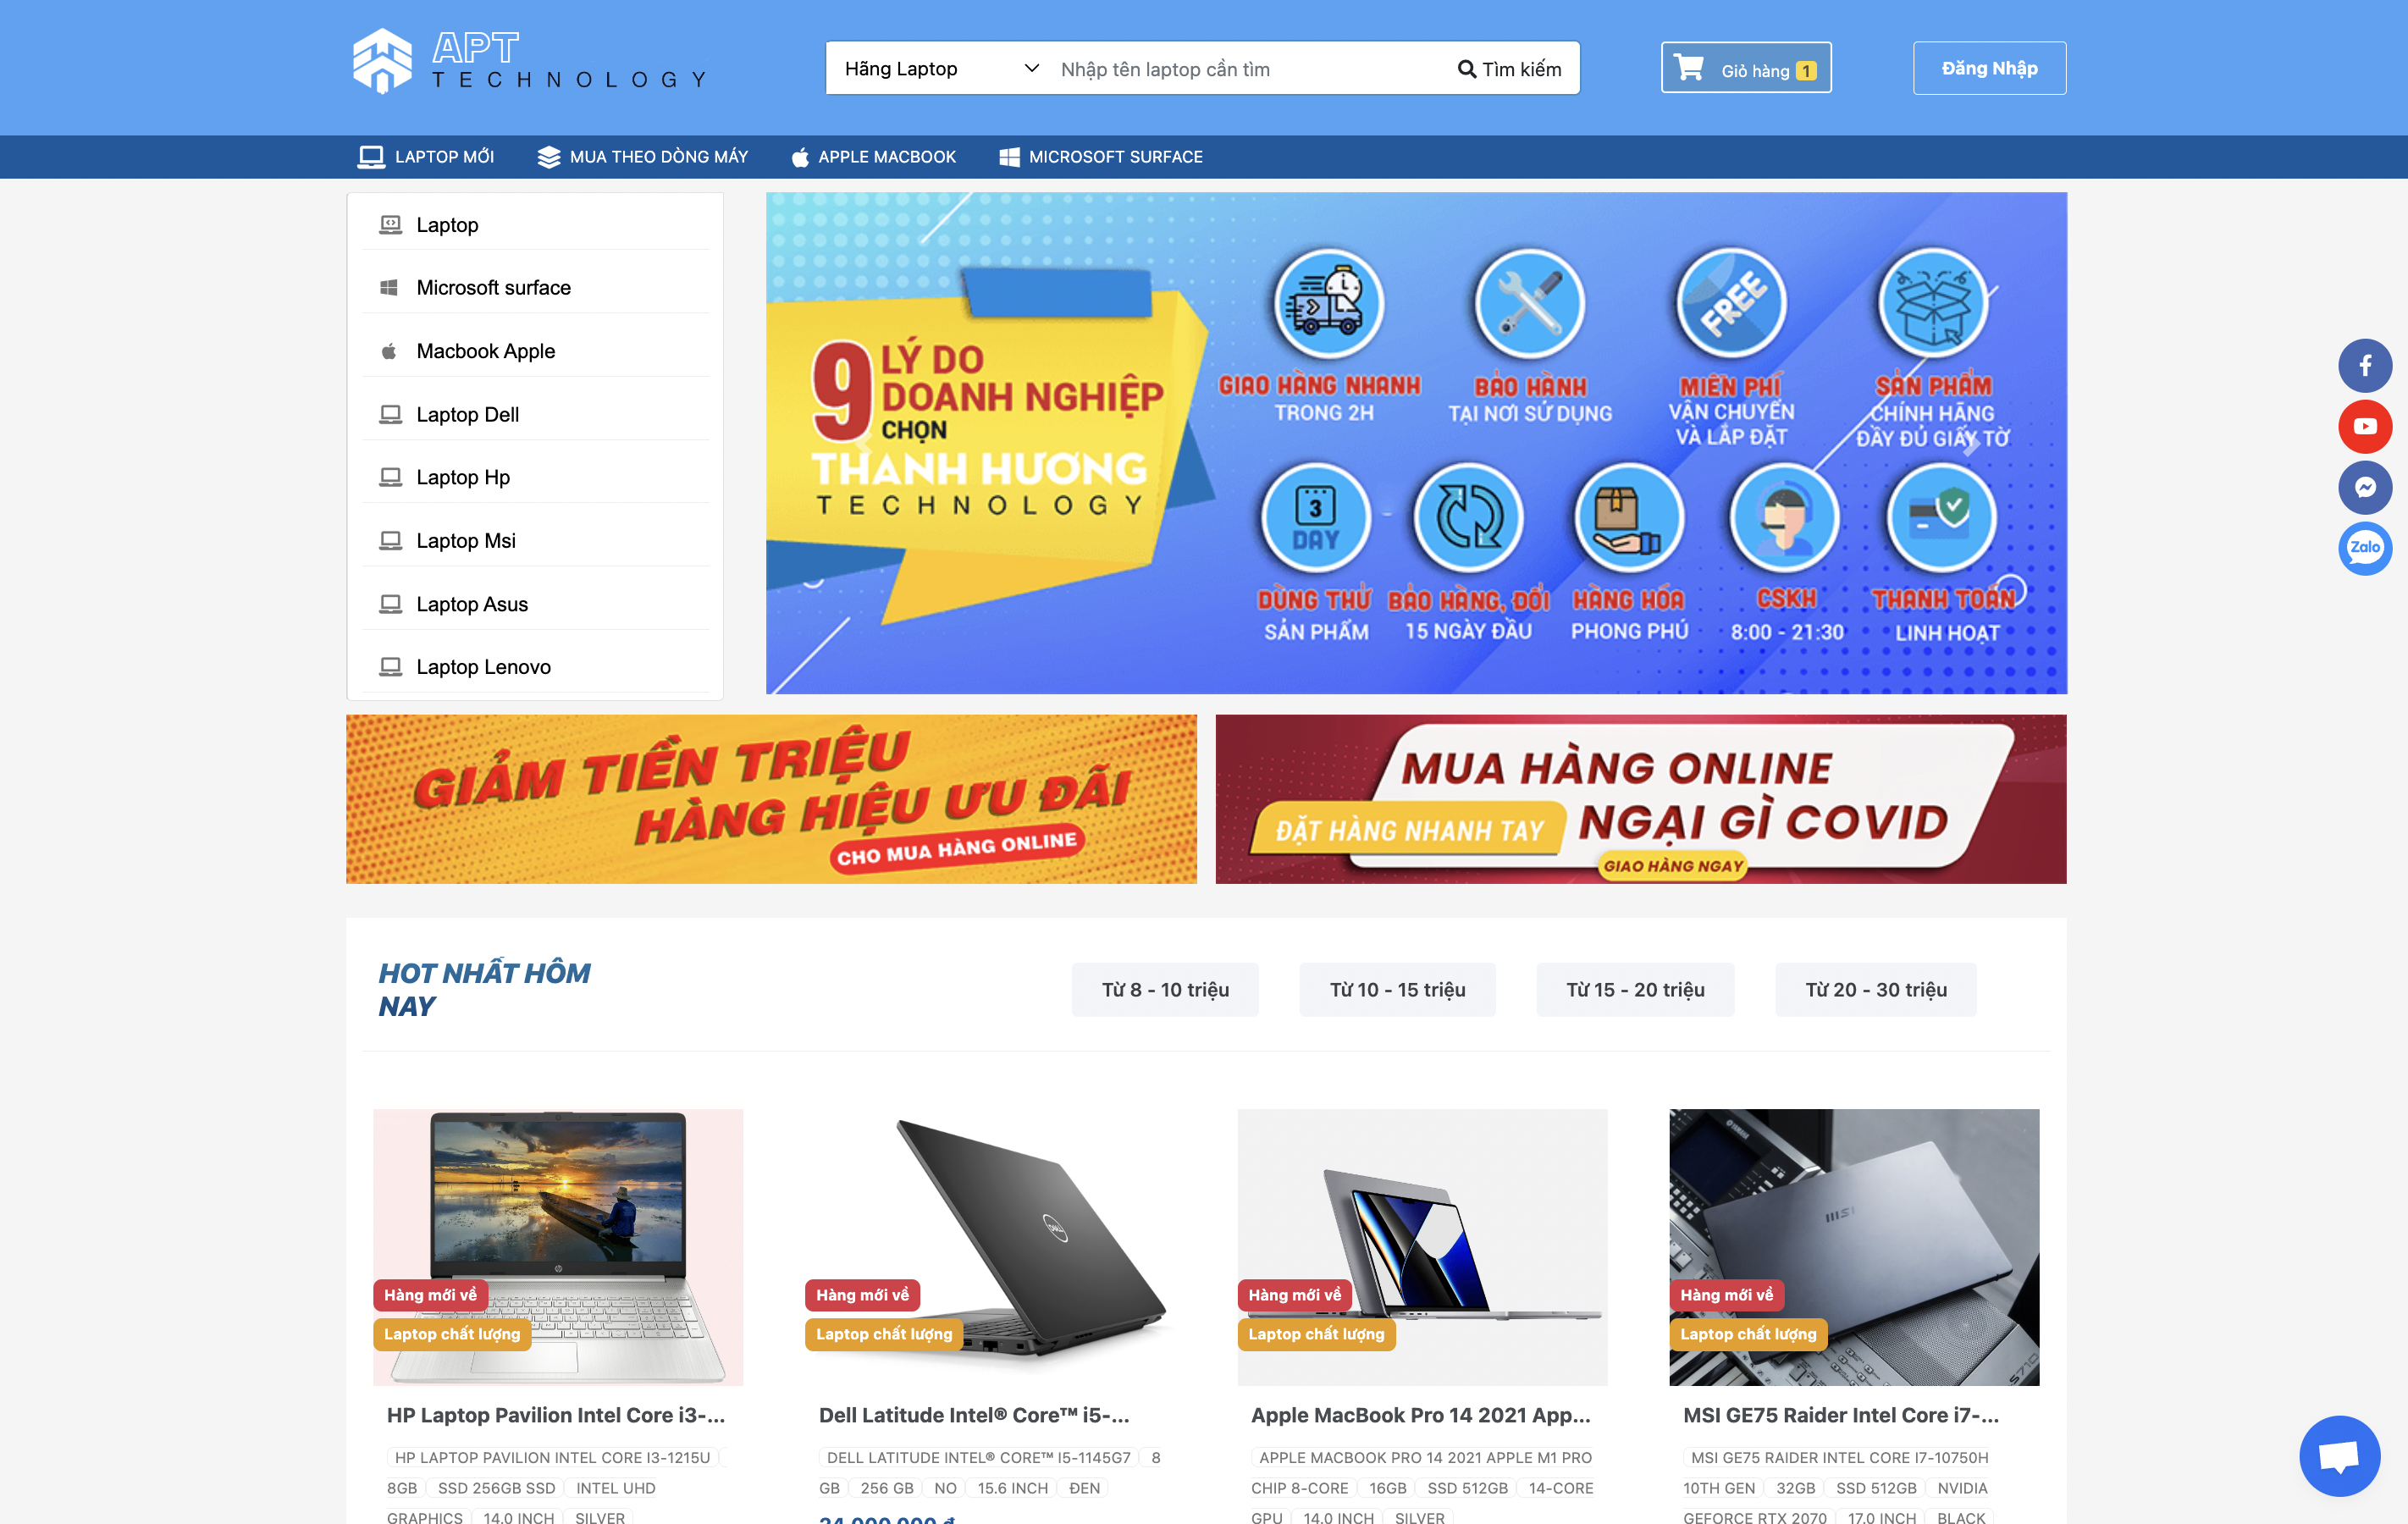 APT
TECHNOLOGY
Hãng Laptop
Nhập tên laptop cần tìm
Tìm kiếm
Giỏ hàng 1
Đăng Nhập
LAPTOP MỚI
MUA THEO DÒNG MÁY
APPLE MACBOOK
MICROSOFT SURFACE
Laptop
Microsoft surface
Macbook Apple
Laptop Dell
Laptop Hp
Laptop Msi
Laptop Asus
Laptop Lenovo
9 LÝ DO
DOANH NGHIỆP
CHỌN
THANH HƯƠNG
TECHNOLOGY
GIAO HÀNG NHANH
TRONG 2H
BẢO HÀNH
TẠI NƠI SỬ DỤNG
FREE
MIỄN PHÍ
VẬN CHUYỂN
VÀ LẮP ĐẶT
SẢN PHẨM
CHÍNH HÃNG
ĐẦY ĐỦ GIẤY TỜ
3
DAY
DÙNG THỬ
SẢN PHẨM
BẢO HÀNG, ĐỔI
15 NGÀY ĐẦU
HÀNG HÓA
PHONG PHÚ
CSKH
8:00 - 21:30
THANH TOÁN
LINH HOẠT
Zalo
GIẢM TIỀN TRIỆU
HÀNG HIỆU ƯU ĐÃI
CHO MUA HÀNG ONLINE
MUA HÀNG ONLINE
ĐẶT HÀNG NHANH TAY
NGẠI GÌ COVID
GIAO HÀNG NGAY
HOT NHẤT HÔM
NAY
Từ 8 - 10 triệu
Từ 10 - 15 triệu
Từ 15 - 20 triệu
Từ 20 - 30 triệu
Hàng mới về
Laptop chất lượng
HP Laptop Pavilion Intel Core i3-...
HP LAPTOP PAVILION INTEL CORE I3-1215U
8GB SSD 256GB SSD INTEL UHD
GRAPHICS 14.0 INCH SILVER
DELL
Hàng mới về
Laptop chất lượng
Dell Latitude Intel® Core™ i5-...
DELL LATITUDE INTEL® CORE™ I5-1145G7 8
GB 256 GB NO 15.6 INCH ĐEN
24.000.000 đ
Hàng mới về
Laptop chất lượng
Apple MacBook Pro 14 2021 App...
APPLE MACBOOK PRO 14 2021 APPLE M1 PRO
CHIP 8-CORE 16GB SSD 512GB 14-CORE
GPU 14.0 INCH SILVER
YAMAHA
msi
Hàng mới về
Laptop chất lượng
MSI GE75 Raider Intel Core i7-...
MSI GE75 RAIDER INTEL CORE I7-10750H
10TH GEN 32GB SSD 512GB NVIDIA
GEFORCE RTX 2070 17.0 INCH BLACK